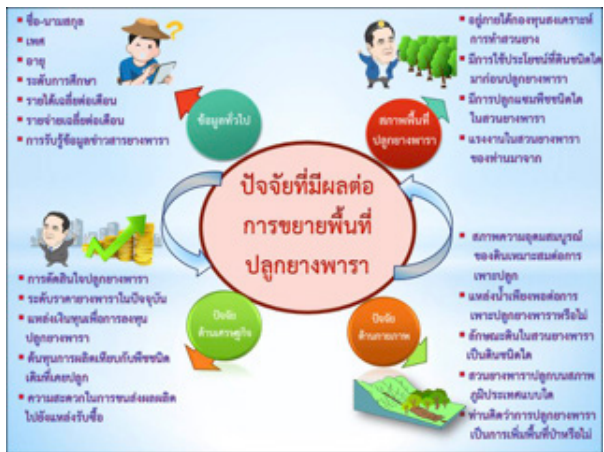 ▪ ชื่อ-นามสกุล
▪ เพศ
▪ อายุ
▪ ระดับการศึกษา
▪ รายได้เฉลี่ยต่อเดือน
▪ รายจ่ายเฉลี่ยต่อเดือน
▪ การรับรู้ข้อมูลข่าวสารยางพารา
?
ข้อมูลทั่วไป
▪ อยู่ภายใต้กองทุนสงเคราะห์
การทำสวนยาง
▪ มีการใช้ประโยชน์ที่ดินชนิดใด
มาก่อนปลูกยางพารา
▪ มีการปลูกแซมพืชชนิดใด
ในสวนยางพารา
▪ แรงงานในสวนยางพารา
ของท่านมาจาก
สภาพพื้นที่
ปลูกยางพารา
ปัจจัยที่มีผลต่อ
การขยายพื้นที่
ปลูกยางพารา
▪ การตัดสินใจปลูกยางพารา
▪ ระดับราคายางพาราในปัจจุบัน
▪ แหล่งเงินทุนเพื่อการลงทุน
ปลูกยางพารา
▪ ต้นทุนการผลิตเทียบกับพืชชนิด
เดิมที่เคยปลูก
▪ ความสะดวกในการขนส่งผลผลิต
ไปยังแหล่งรับซื้อ
ปัจจัย
ด้านเศรษฐกิจ
▪ สภาพความอุดมสมบูรณ์
ของดินเหมาะสมต่อการ
เพาะปลูก
▪ แหล่งน้ำเพียงพอต่อการ
เพาะปลูกยางพาราหรือไม่
▪ ลักษณะดินในสวนยางพารา
เป็นดินชนิดใด
▪ สวนยางพาราปลูกบนสภาพ
ภูมิประเทศแบบใด
▪ ท่านคิดว่าการปลูกยางพารา
เป็นการเพิ่มพื้นที่ป่าหรือไม่
ปัจจัย
ด้านกายภาพ